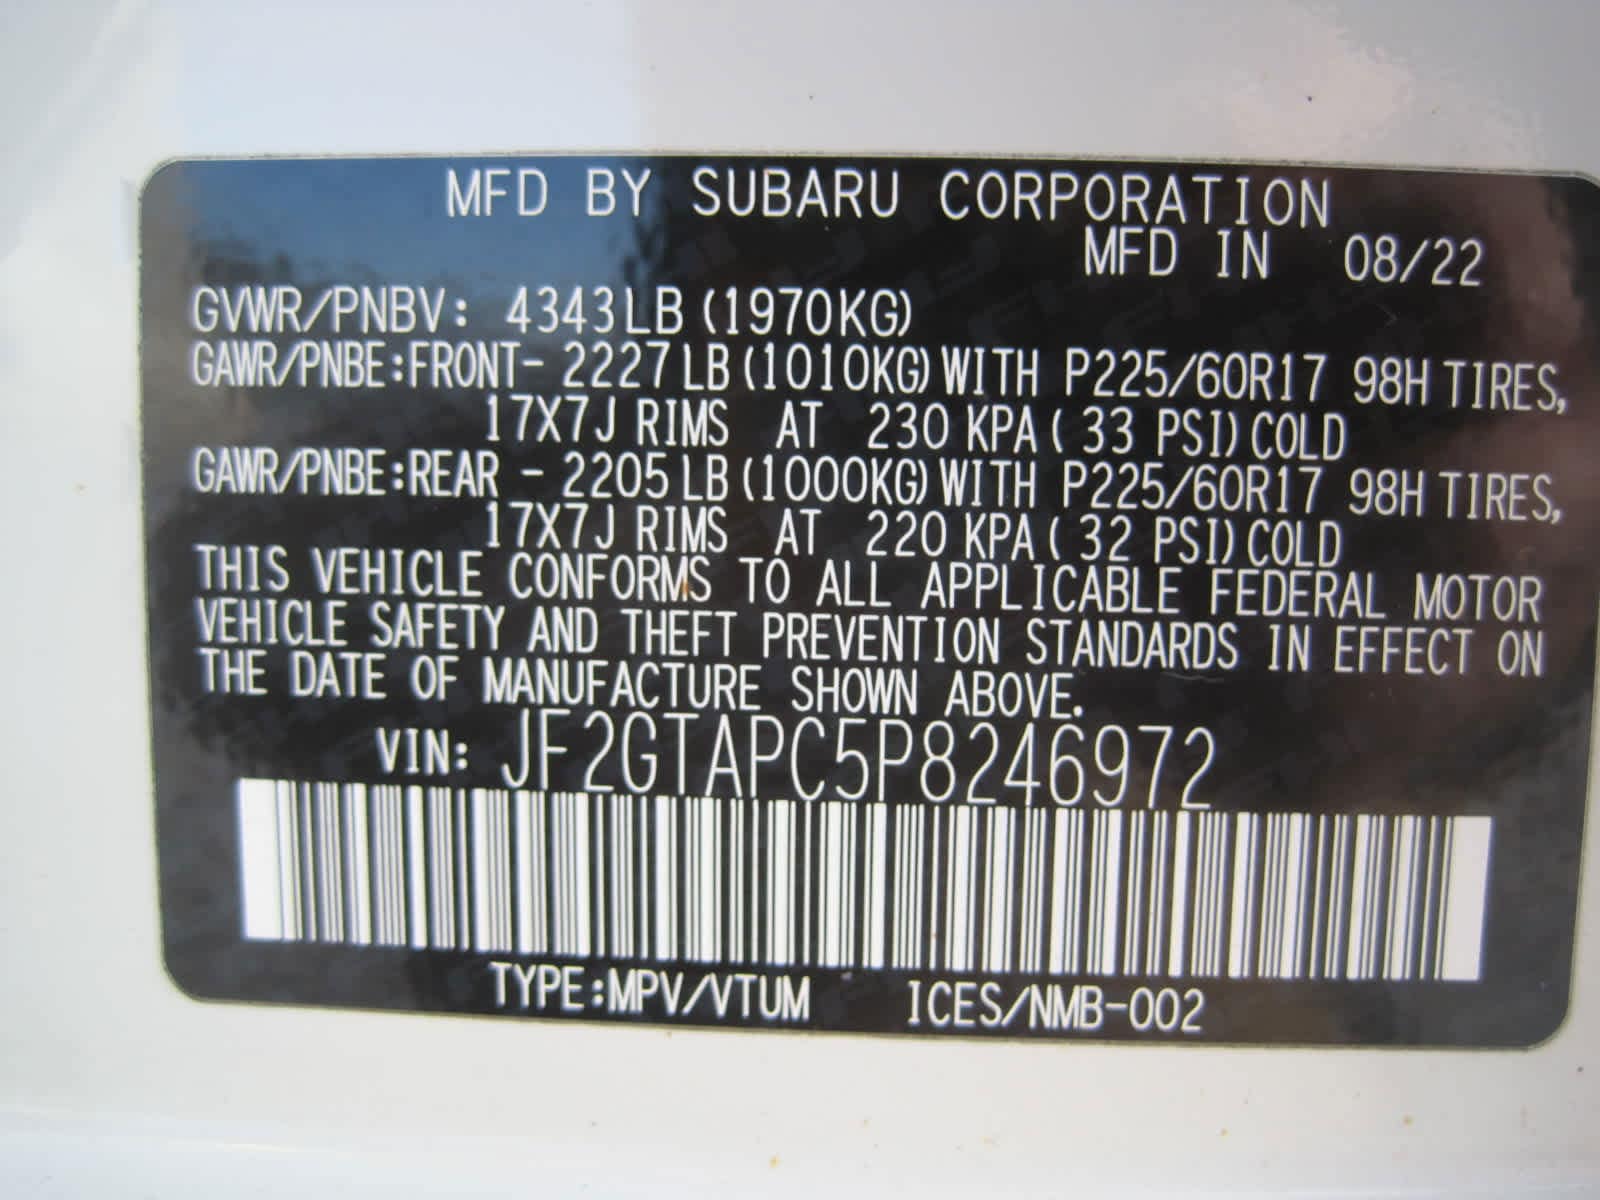 MFD BY SUBARU CORPORATION
MFD IN 08/22
GVWR/PNBV: 4343LB (1970KG)
GAWR/PNBE:FRONT- 2227LB (1010KG) WITH P225/60R17 98H TIRES,
17X7J RIMS AT 230 KPA ( 33 PSI) COLD
GAWR/PNBE:REAR - 2205LB (1000KG) WITH P225/60R17 98H TIRES,
17X7J RIMS AT 220 KPA ( 32 PSI) COLD
THIS VEHICLE CONFORMS TO ALL APPLICABLE FEDERAL MOTOR
VEHICLE SAFETY AND THEFT PREVENTION STANDARDS IN EFFECT ON
THE DATE OF MANUFACTURE SHOWN ABOVE.
VIN: JF2GTAPC5P8246972
TYPE:MPV/VTUM ICES/NMB-002